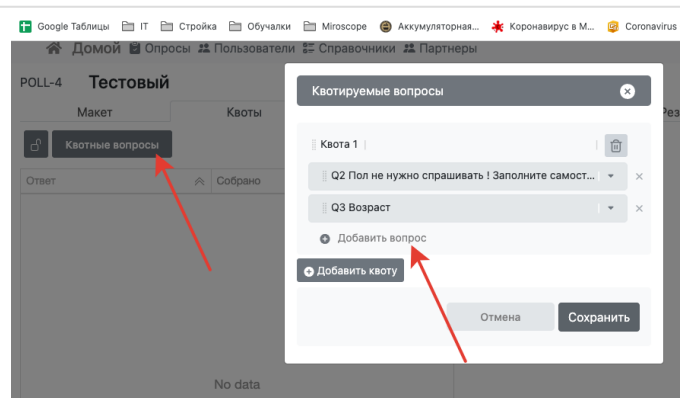 Google Таблицы IT Стройка Обучалки Miroscope Аккумуляторная... Коронавирус в М... Coronavirus
Домой Опросы Пользователи Справочники Партнеры
POLL-4 Тестовый
Квотируемые вопросы
Макет Квоты Рез
Квотные вопросы
Квота 1
Ответ Собрано
Q2 Пол не нужно спрашивать ! Заполните самост...
Q3 Возраст
Добавить вопрос
Добавить квоту
Отмена Сохранить
No data